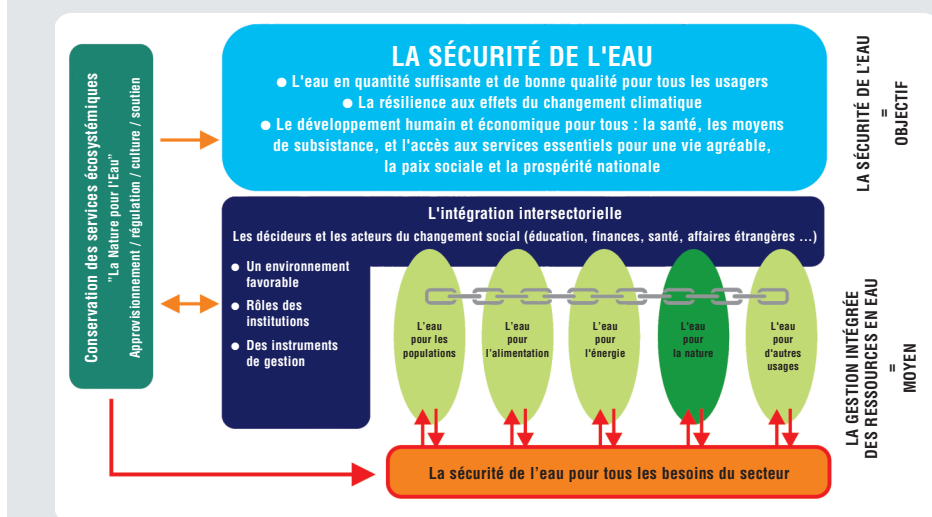 Conservation des services écosystémiques
"La Nature pour l'Eau"
Approvisionnement / régulation / culture / soutien
LA SÉCURITÉ DE L'EAU
● L'eau en quantité suffisante et de bonne qualité pour tous les usagers
● La résilience aux effets du changement climatique
● Le développement humain et économique pour tous : la santé, les moyens
de subsistance, et l'accès aux services essentiels pour une vie agréable,
la paix sociale et la prospérité nationale
LA SÉCURITÉ DE L'EAU
=
OBJECTIF
L'intégration intersectorielle
Les décideurs et les acteurs du changement social (éducation, finances, santé, affaires étrangères ...)
● Un environnement
favorable
● Rôles des
institutions
● Des instruments
de gestion
L'eau
pour les
populations
L'eau
pour
l'alimentation
L'eau
pour
l'énergie
L'eau
pour
la nature
L'eau
pour
d'autres
usages
LA GESTION INTÉGRÉE
DES RESSOURCES EN EAU
=
MOYEN
La sécurité de l'eau pour tous les besoins du secteur